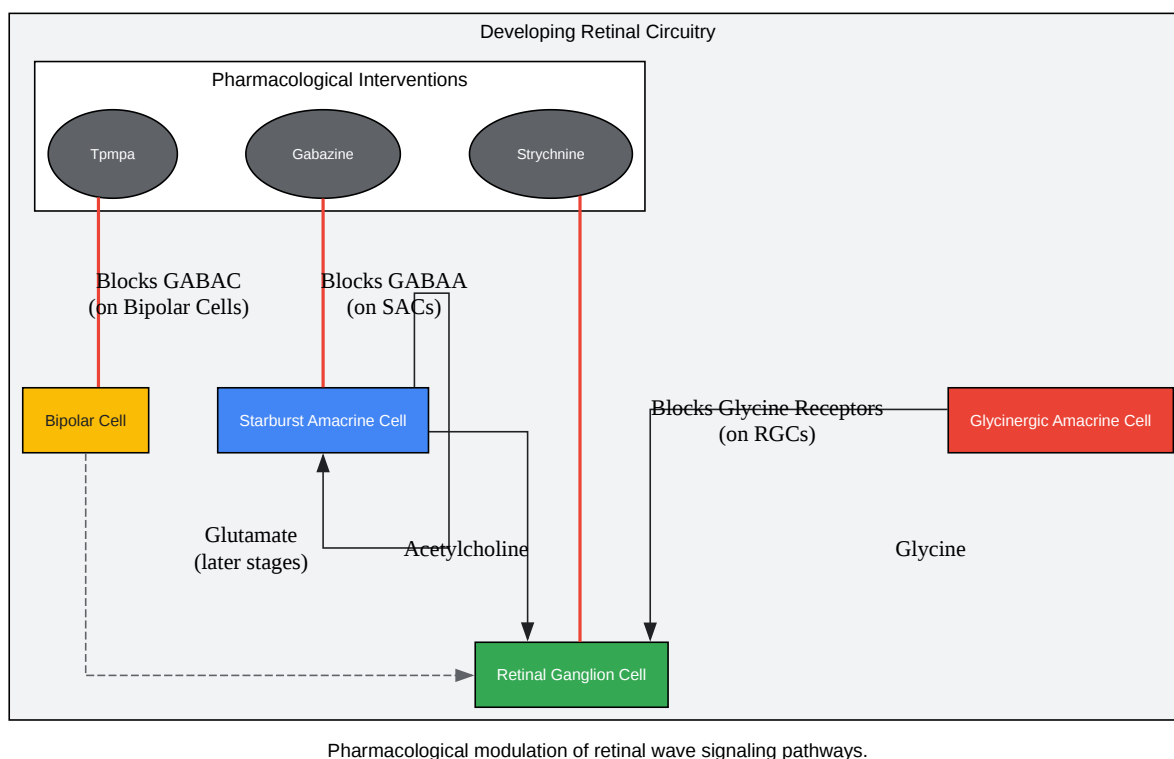 Developing Retinal Circuitry
Pharmacological Interventions
Tpmpa
Gabazine
Strychnine
Blocks GABAC
(on Bipolar Cells)
Blocks GABAA
(on SACs)
Bipolar Cell
Starburst Amacrine Cell
Blocks Glycine Receptors
(on RGCs)
Glycinergic Amacrine Cell
Glutamate
(later stages)
Acetylcholine
Glycine
Retinal Ganglion Cell
Pharmacological modulation of retinal wave signaling pathways.